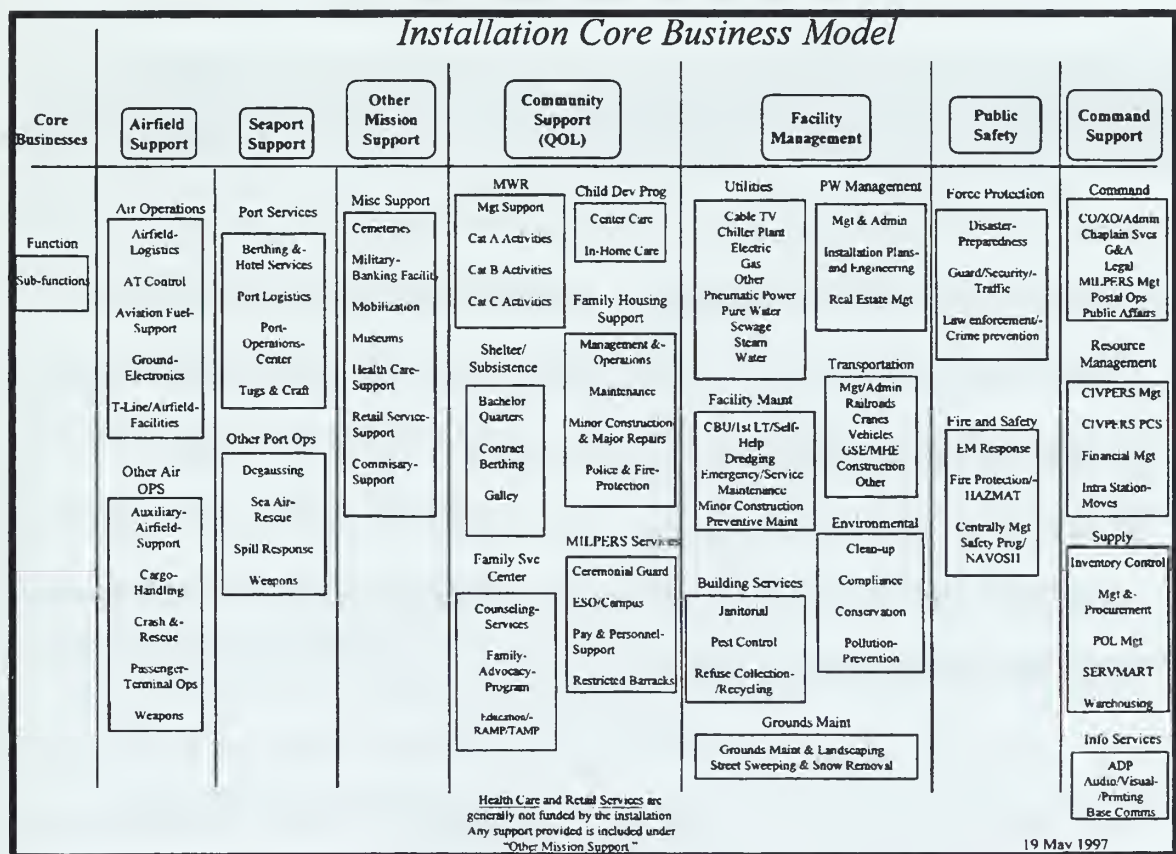 Installation Core Business Model
Core
Businesses
Airfield
Support
Seaport
Support
Other
Mission
Support
Community
Support
(QOL)
Facility
Management
Public
Safety
Command
Support
Function
Sub-function
Air Operations
Airfield-
Logistics
AT Control
Aviation Fuel-
Support
Ground-
Electronics
T-Line/Airfield-
Facilities
Other Air
OPS
Auxiliary-
Airfield-
Support
Cargo-
Handling
Crash &-
Rescue
Passenger-
Terminal Ops
Weapons
Port Services
Berthing &-
Hotel Services
Port Logistics
Port-
Operations-
Center
Tugs & Craft
Other Port Ops
Degaussing
Sea Air-
Rescue
Spill Response
Weapons
Misc Support
Cemeteries
Military-
Banking Facilit
Mobilization
Museums
Health Care-
Support
Retail Service-
Support
Commisary-
Support
MWR
Mgt Support
Cat A Activities
Cat B Activities
Cat C Activities
Shelter/
Subsistence
Bachelor
Quarters
Contract
Berthing
Galley
Family Svc
Center
Counseling-
Services
Family-
Advocacy-
Program
Education/-
RAMP/TAMP
Child Dev Prog
Center Care
In-Home Care
Family Housing
Support
Management &-
Operations
Maintenance
Minor Construction
& Major Repairs
Police & Fire-
Protection
MILPERS Services
Ceremonial Guard
ESO/Campus
Pay & Personnel-
Support
Restricted Barracks
Utilities
Cable TV
Chiller Plant
Electric
Gas
Other
Pneumatic Power
Pure Water
Sewage
Steam
Water
Facility Maint
CBU/1st LT/Self-
Help
Dredging
Emergency/Service
Maintenance
Minor Construction
Preventive Maint
Building Services
Janitorial
Pest Control
Refuse Collection-
/Recycling
PW Management
Mgt & Admin
Installation Plans-
and Engineering
Real Estate Mgt
Transportation
Mgt/Admin
Railroads
Cranes
Vehicles
GSE/MHE
Construction
Other
Environmental
Clean-up
Compliance
Conservation
Pollution-
Prevention
Grounds Maint
Grounds Maint & Landscaping
Street Sweeping & Snow Removal
Force Protection
Disaster-
Preparedness
Guard/Security/-
Traffic
Law enforcement/-
Crime prevention
Fire and Safety
EM Response
Fire Protection/-
HAZMAT
Centrally Mgt
Safety Prog/
NAVOSH
Command
CO/XO/Admin
Chaplain Svcs
G&A
Legal
MILPERS Mgt
Postal Ops
Public Affairs
Resource
Management
CIVPERS Mgt
CIVPERS PCS
Financial Mgt
Intra Station-
Moves
Supply
Inventory Control
Mgt &-
Procurement
POL Mgt
SERVMART
Warehousing
Info Services
ADP
Audio/Visual-
/Printing
Base Comms
Health Care and Retail Services are
generally not funded by the installation
Any support provided is included under
"Other Mission Support "
19 May 1997